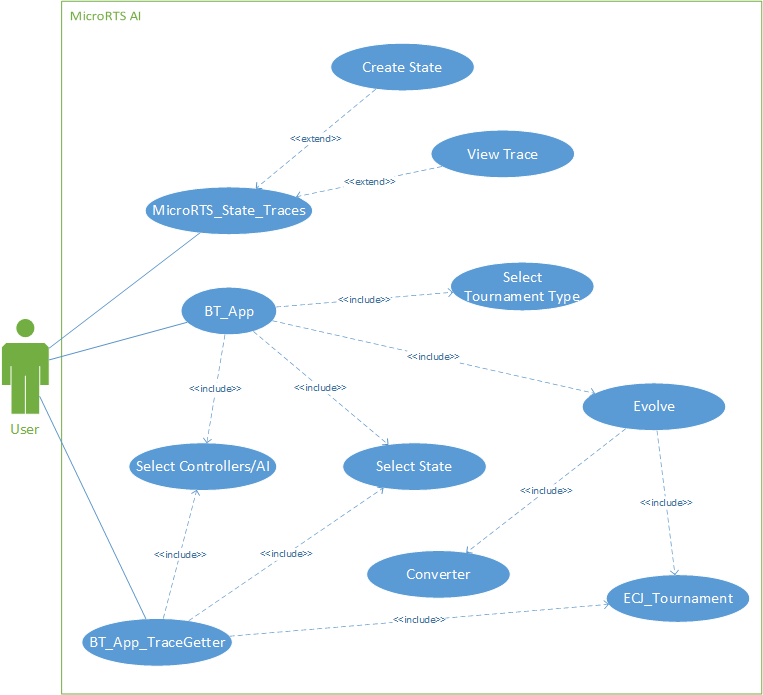 MicroRTS AI
Create State
<<extend>>
View Trace
<<extend>>
MicroRTS_State_Traces
Select
Tournament Type
<<include>>
BT_App
<<include>>
<<include>>
<<include>>
Evolve
User
Select Controllers/AI
Select State
<<include>>
<<include>>
<<include>>
<<include>>
Converter
ECJ_Tournament
<<include>>
BT_App_TraceGetter